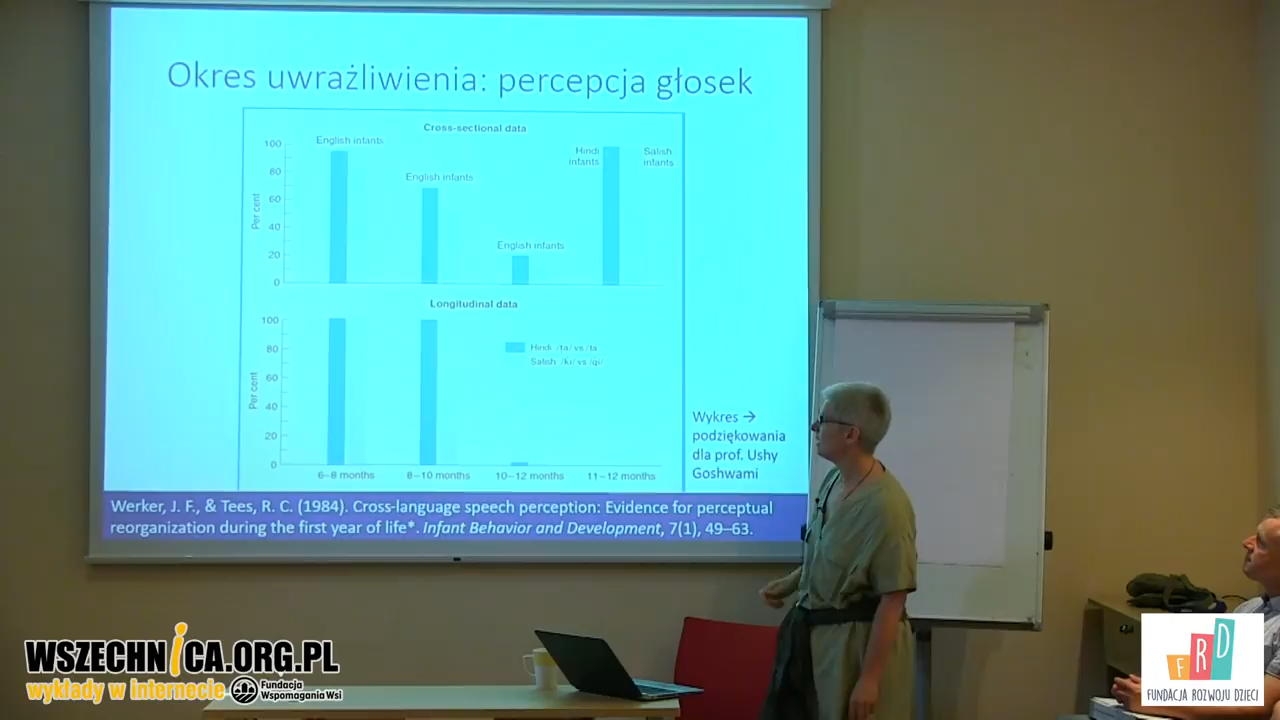 Okres uwrażliwienia: percepcja głosek
Cross-sectional data
English infants
English infants
English infants
Hindi
infants
Salish
infants
Per cent
100
80
60
40
20
0
Longitudinal data
Per cent
100
80
60
40
20
0
Hindi /ta/ vs /ta
Salish /ki/ vs /qi/
6–8 months
8–10 months
10–12 months
11–12 months
Wykres →
podziękowania
dla prof. Ushy
Goshwami
Werker, J. F., & Tees, R. C. (1984). Cross-language speech perception: Evidence for perceptual
reorganization during the first year of life*. Infant Behavior and Development, 7(1), 49–63.
WSZECHNiCA.ORG.PL
wykłady w internecie
Fundacja
Wspomagania Wsi
FRD
FUNDACJA ROZWOJU DZIECI